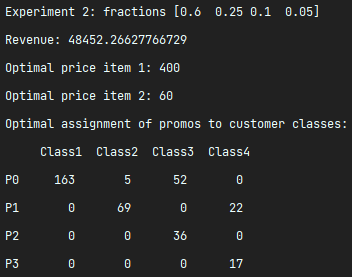 Experiment 2: fractions [0.6  0.25 0.1  0.05]
Revenue: 48452.26627766729
Optimal price item 1: 400
Optimal price item 2: 60
Optimal assignment of promos to customer classes:
Class1 Class2 Class3 Class4
P0 163 5 52 0
P1 0 69 0 22
P2 0 0 36 0
P3 0 0 0 17